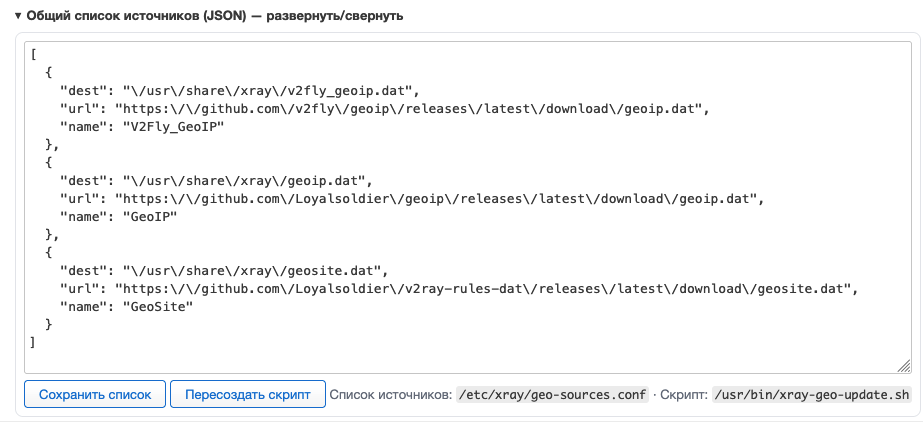 ▾ Общий список источников (JSON) — развернуть/свернуть
[
  {
    "dest": "\/usr\/share\/xray\/v2fly_geoip.dat",
    "url": "https:\/\/github.com\/v2fly\/geoip\/releases\/latest\/download\/geoip.dat",
    "name": "V2Fly_GeoIP"
  },
  {
    "dest": "\/usr\/share\/xray\/geoip.dat",
    "url": "https:\/\/github.com\/Loyalsoldier\/geoip\/releases\/latest\/download\/geoip.dat",
    "name": "GeoIP"
  },
  {
    "dest": "\/usr\/share\/xray\/geosite.dat",
    "url": "https:\/\/github.com\/Loyalsoldier\/v2ray-rules-dat\/releases\/latest\/download\/geosite.dat",
    "name": "GeoSite"
  }
]
Сохранить список Пересоздать скрипт Список источников: /etc/xray/geo-sources.conf · Скрипт: /usr/bin/xray-geo-update.sh